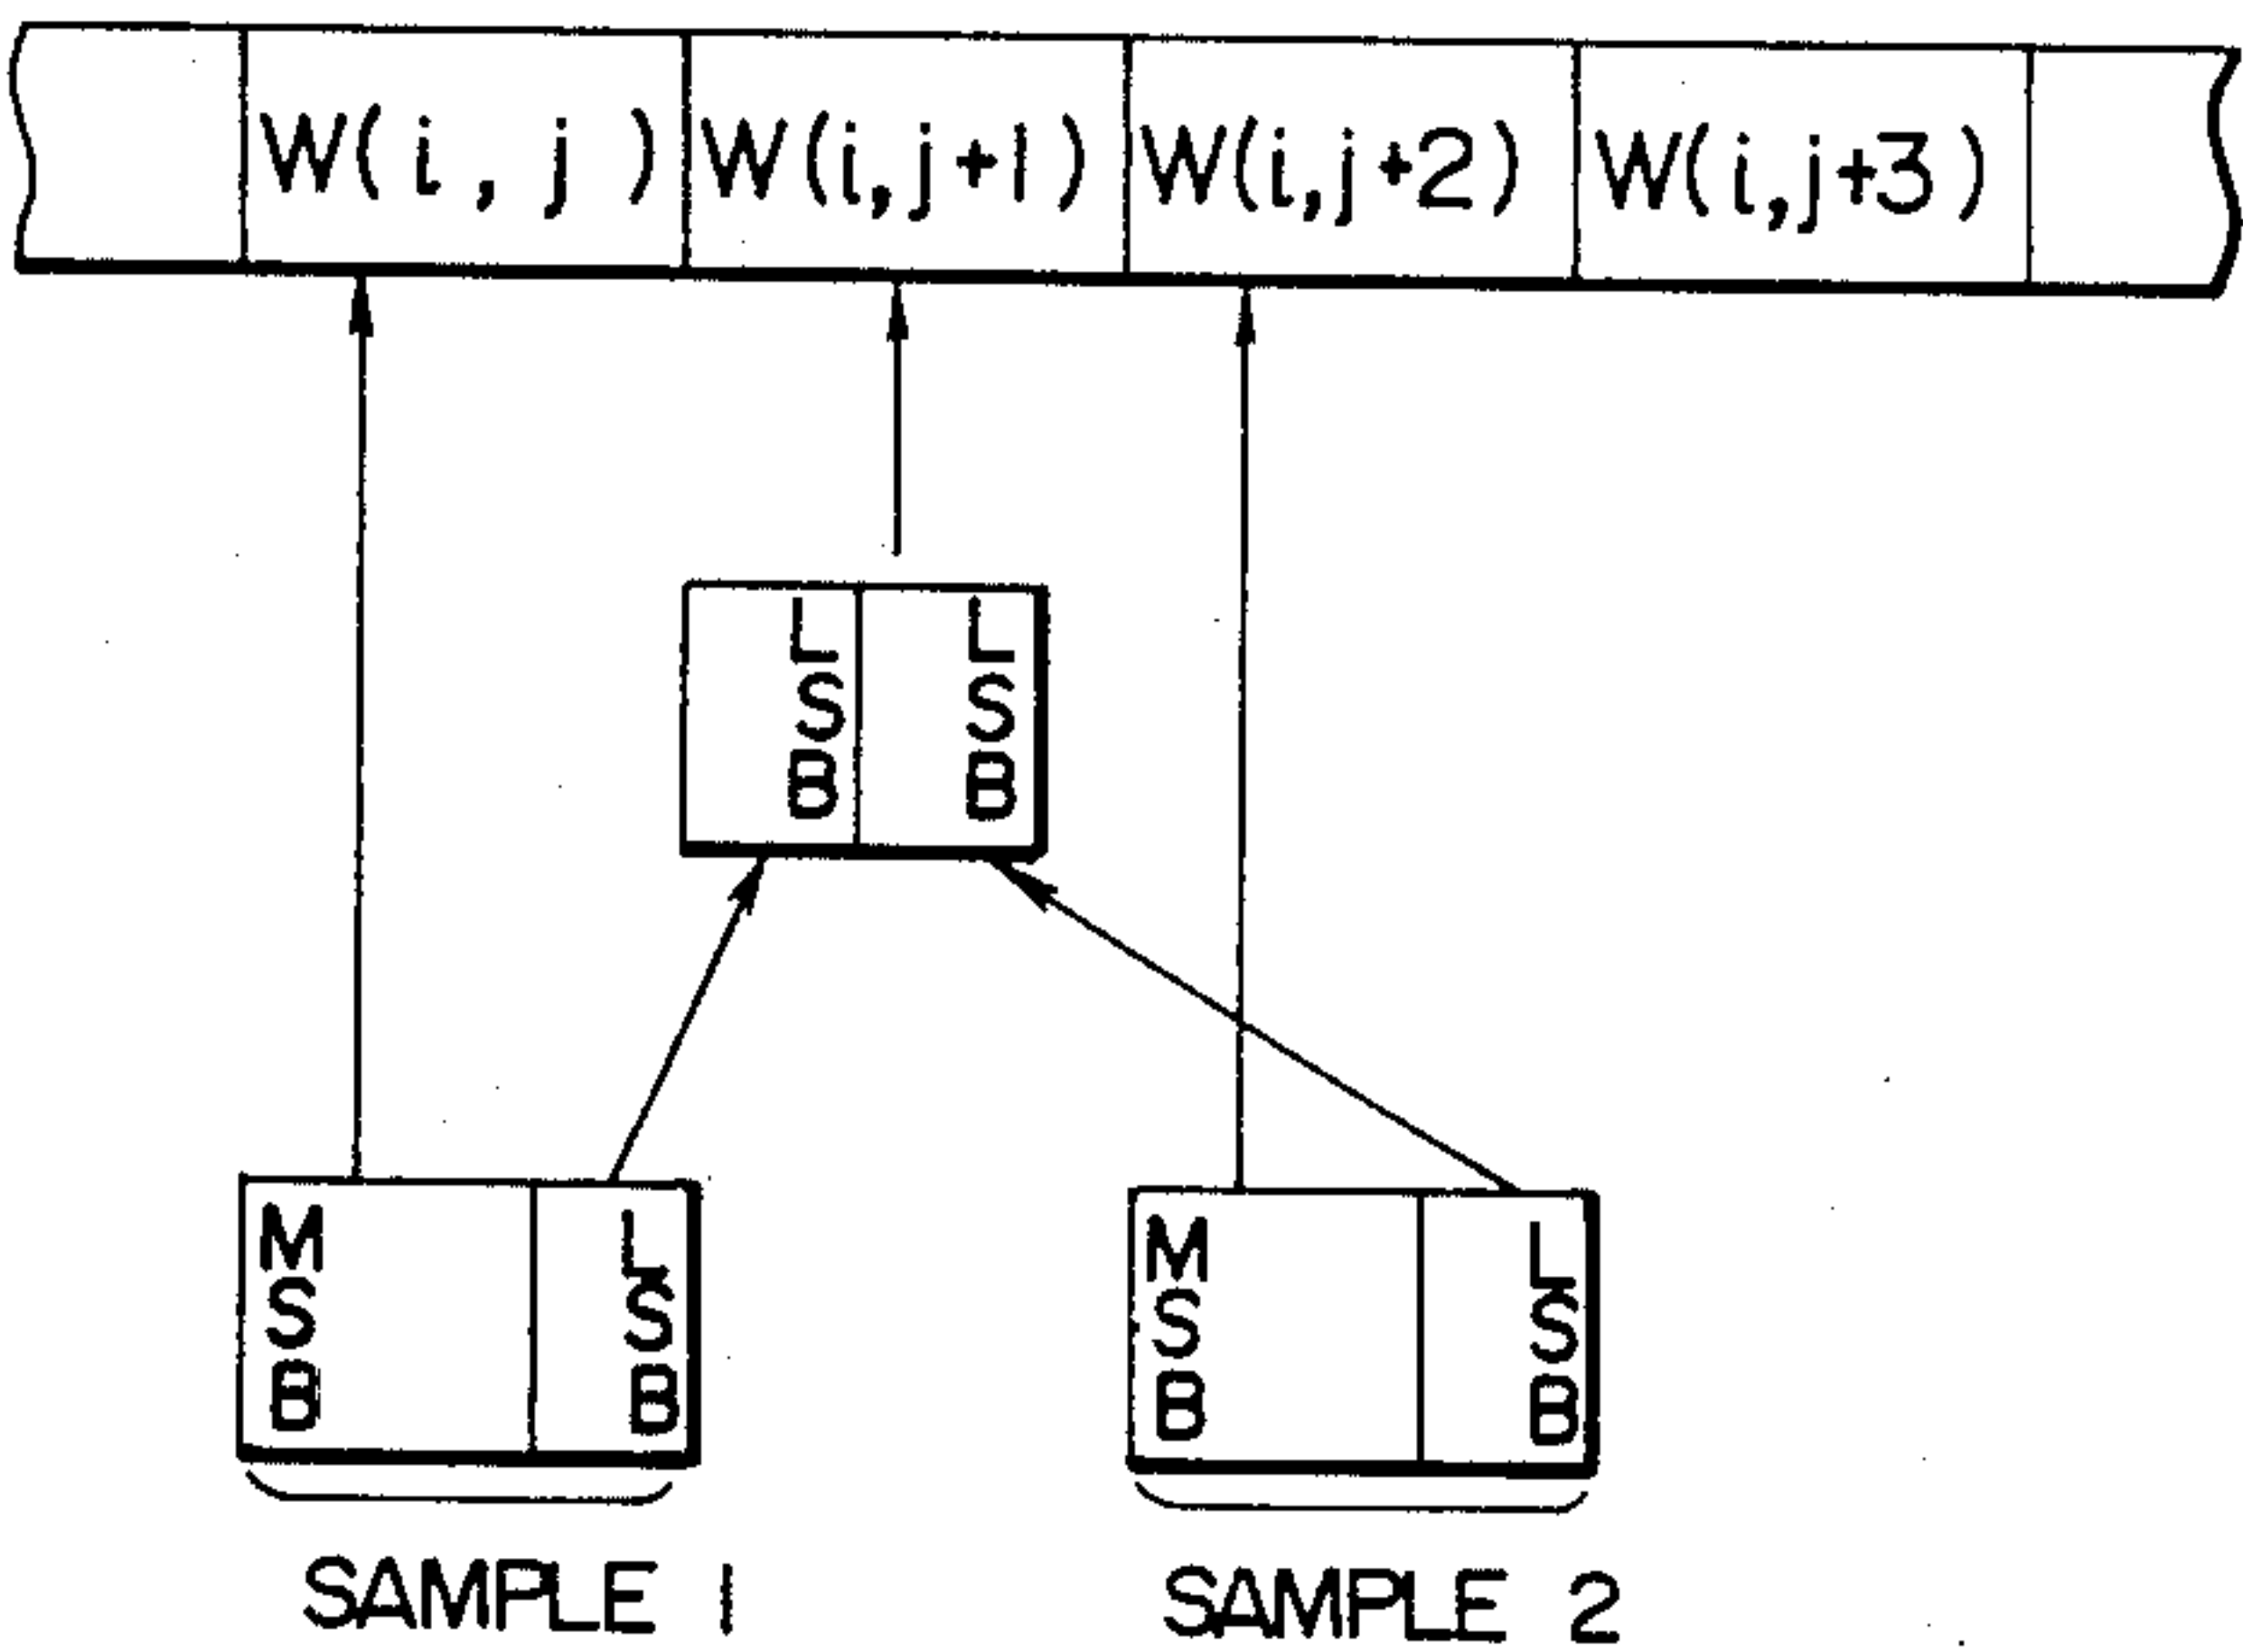 W(i, j) W(i,j+1) W(i,j+2) W(i,j+3)
LSB LSB
MSB LSB MSB LSB
SAMPLE 1 SAMPLE 2